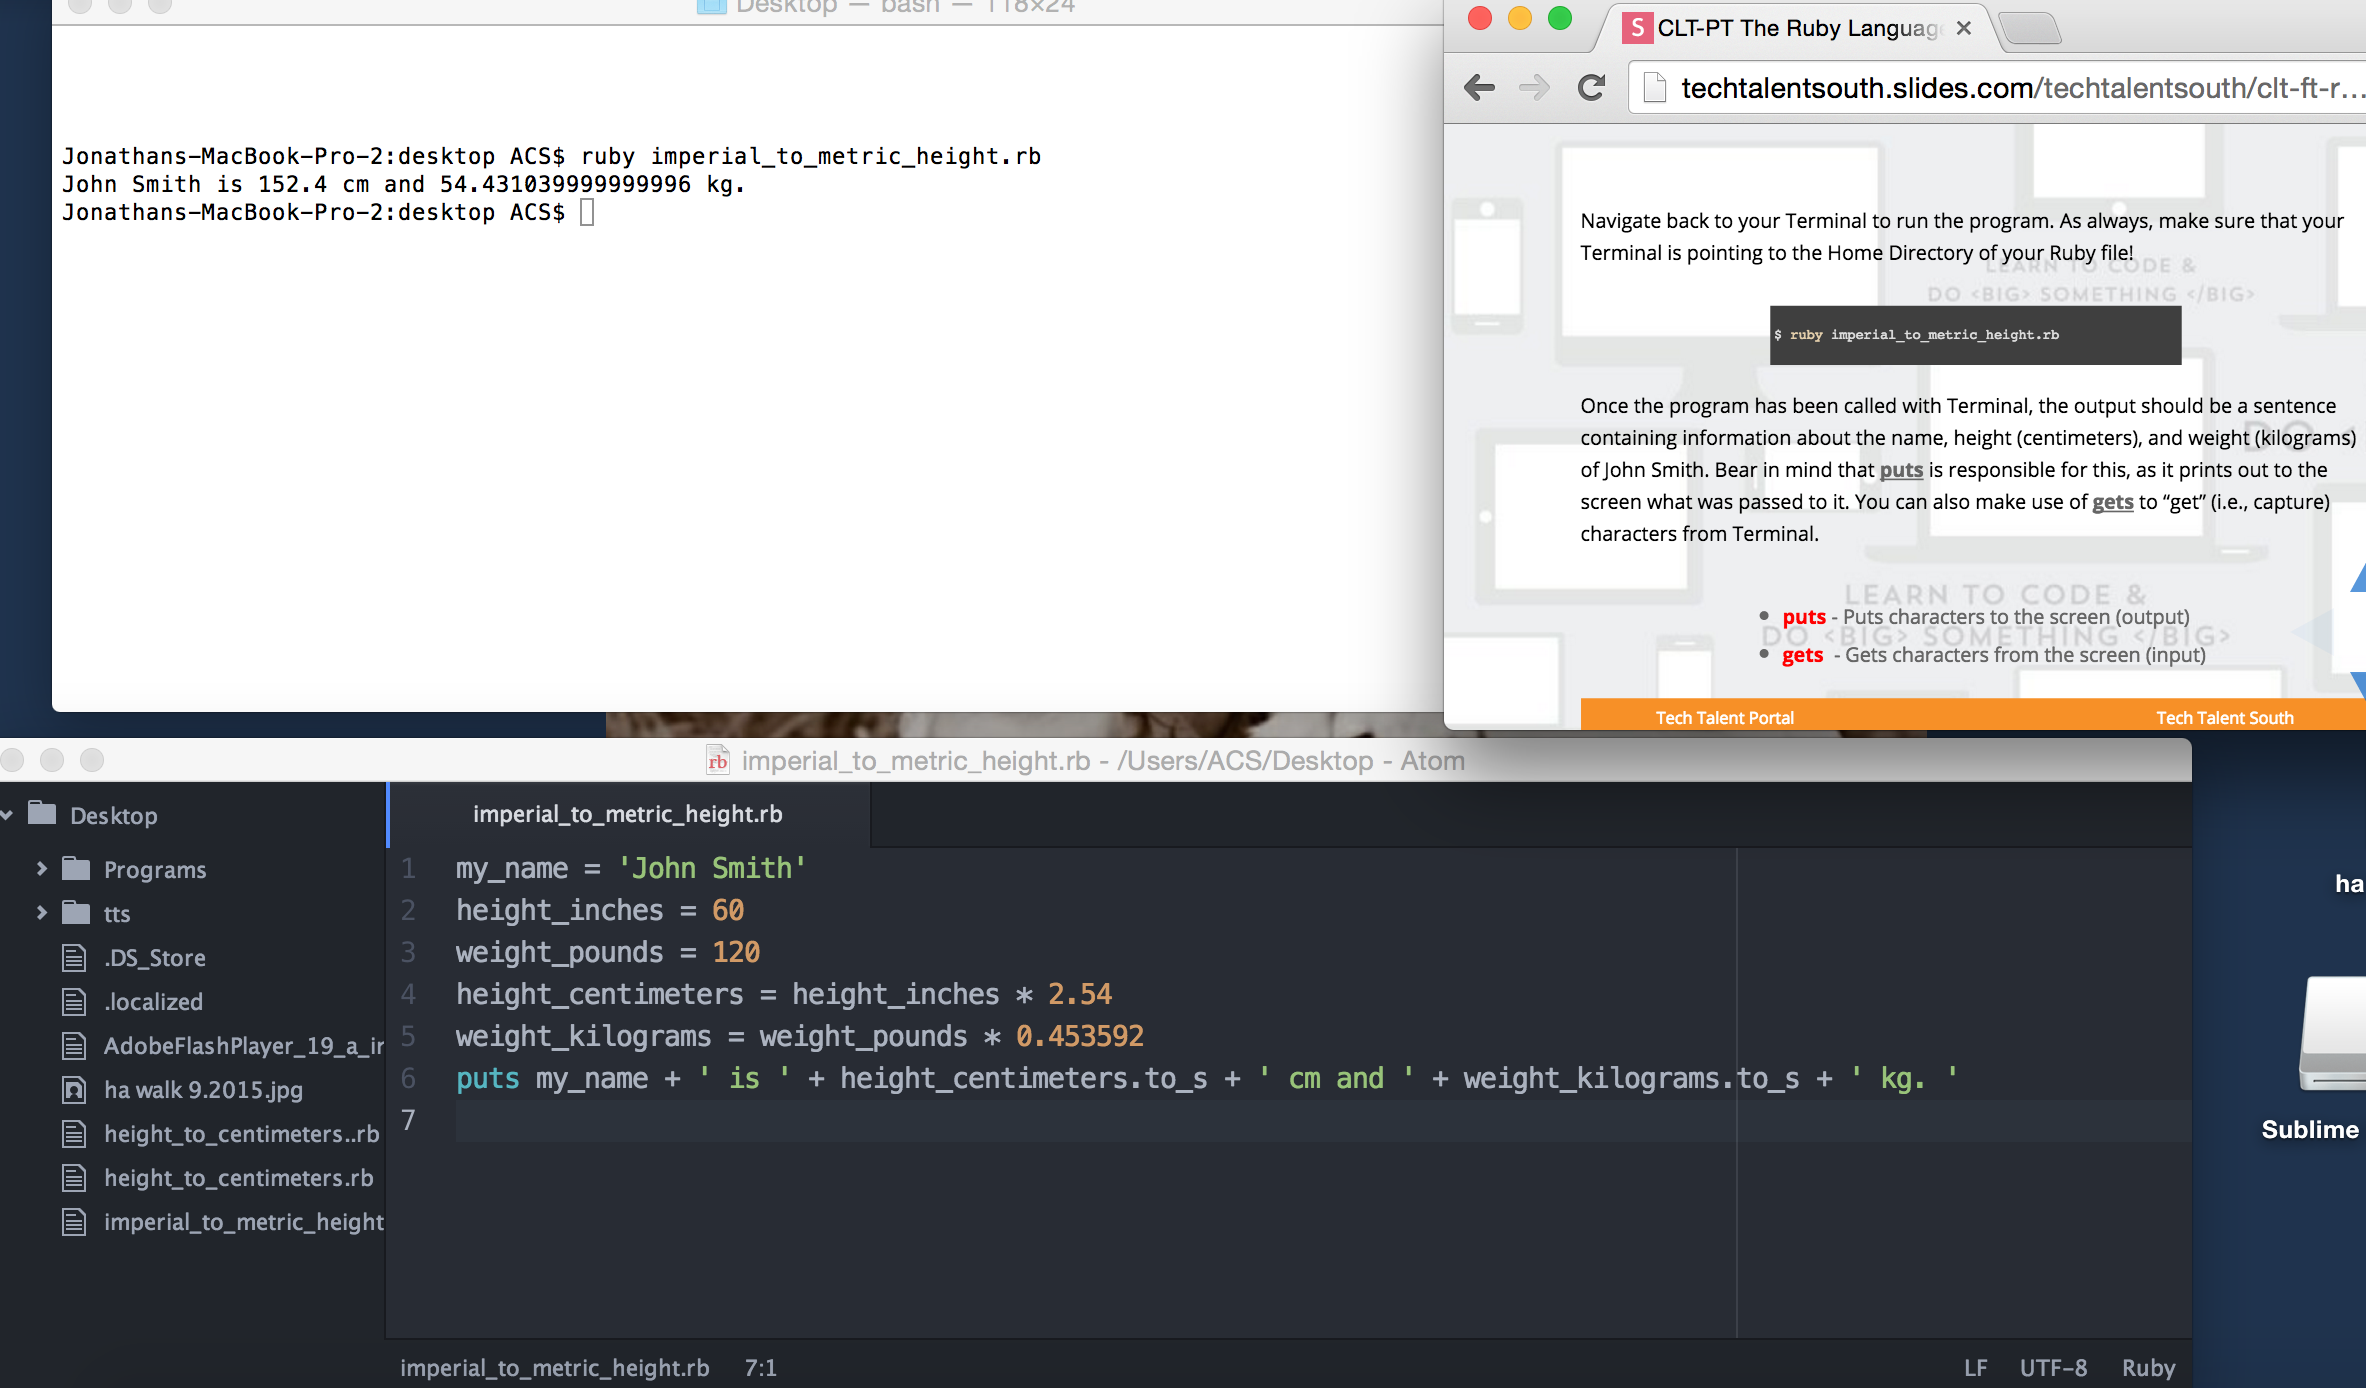 Desktop — bash — 118×24
Jonathans-MacBook-Pro-2:desktop ACS$ ruby imperial_to_metric_height.rb
John Smith is 152.4 cm and 54.431039999999996 kg.
Jonathans-MacBook-Pro-2:desktop ACS$
S CLT-PT The Ruby Languag
techtalentsouth.slides.com/techtalentsouth/clt-ft-r...
Navigate back to your Terminal to run the program. As always, make sure that your
Terminal is pointing to the Home Directory of your Ruby file!
LEARN TO CODE &
DO <BIG> SOMETHING </BIG>
$ ruby imperial_to_metric_height.rb
Once the program has been called with Terminal, the output should be a sentence
containing information about the name, height (centimeters), and weight (kilograms)
DO
of John Smith. Bear in mind that puts is responsible for this, as it prints out to the
screen what was passed to it. You can also make use of gets to “get” (i.e., capture)
characters from Terminal.
LEARN TO CODE &
puts - Puts characters to the screen (output)
DO <BIG> SOMETHING </BIG>
gets - Gets characters from the screen (input)
Tech Talent Portal
Tech Talent South
rb imperial_to_metric_height.rb - /Users/ACS/Desktop - Atom
Desktop
Programs
tts
.DS_Store
.localized
AdobeFlashPlayer_19_a_ir
ha walk 9.2015.jpg
height_to_centimeters..rb
height_to_centimeters.rb
imperial_to_metric_height
imperial_to_metric_height.rb
1 my_name = 'John Smith'
2 height_inches = 60
3 weight_pounds = 120
4 height_centimeters = height_inches * 2.54
5 weight_kilograms = weight_pounds * 0.453592
6 puts my_name + ' is ' + height_centimeters.to_s + ' cm and ' + weight_kilograms.to_s + ' kg. '
7
imperial_to_metric_height.rb 7:1
LF UTF-8 Ruby
ha
Sublime